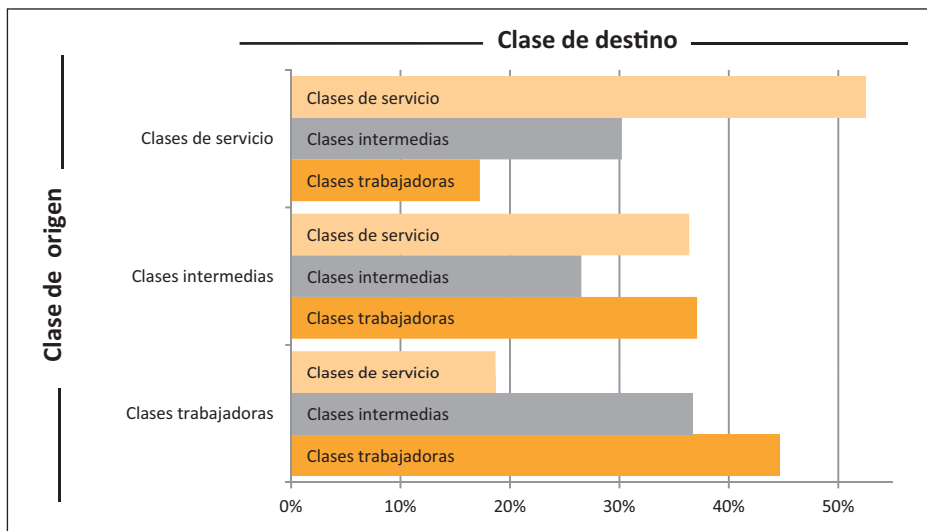 Clase de destino
Clase de origen
Clases de servicio
Clases de servicio
Clases intermedias
Clases trabajadoras
Clases intermedias
Clases de servicio
Clases intermedias
Clases trabajadoras
Clases trabajadoras
Clases de servicio
Clases intermedias
Clases trabajadoras
0% 10% 20% 30% 40% 50%